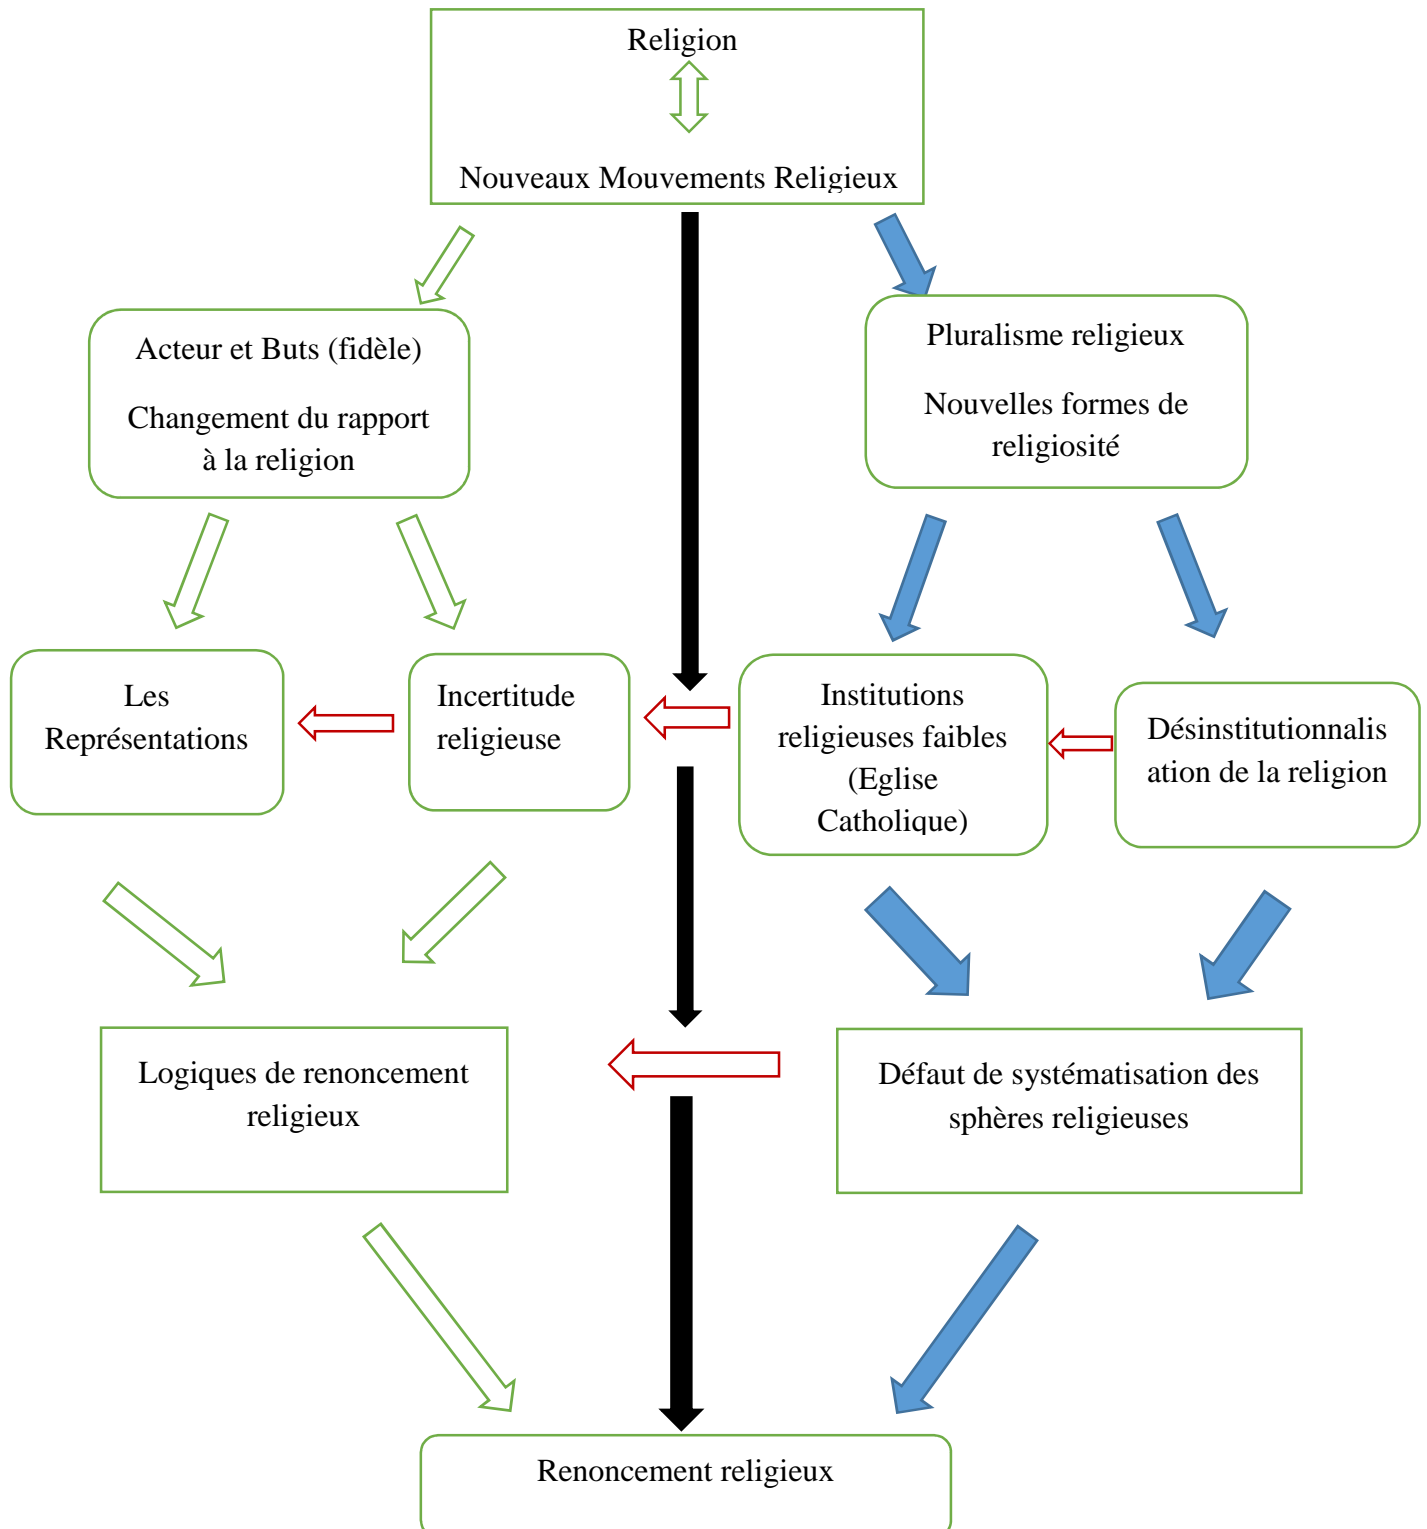 Religion
Nouveaux Mouvements Religieux
Acteur et Buts (fidèle)
Changement du rapport
à la religion
Pluralisme religieux
Nouvelles formes de
religiosité
Les
Représentations
Incertitude
religieuse
Institutions
religieuses faibles
(Eglise
Catholique)
Désinstitutionnalis
ation de la religion
Logiques de renoncement
religieux
Défaut de systématisation des
sphères religieuses
Renoncement religieux